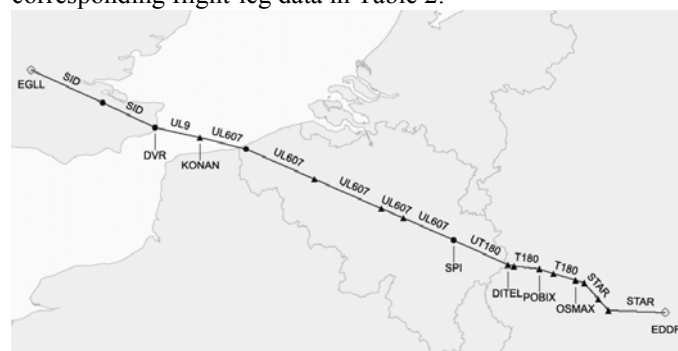 corresponding flight-leg data in Table 2.
EGLL
SID
SID
DVR
UL9
KONAN
UL607
UL607
UL607
UL607
SPI
UT180
DITEL
T180
POBIX
T180
OSMAX
STAR
STAR
EDDF